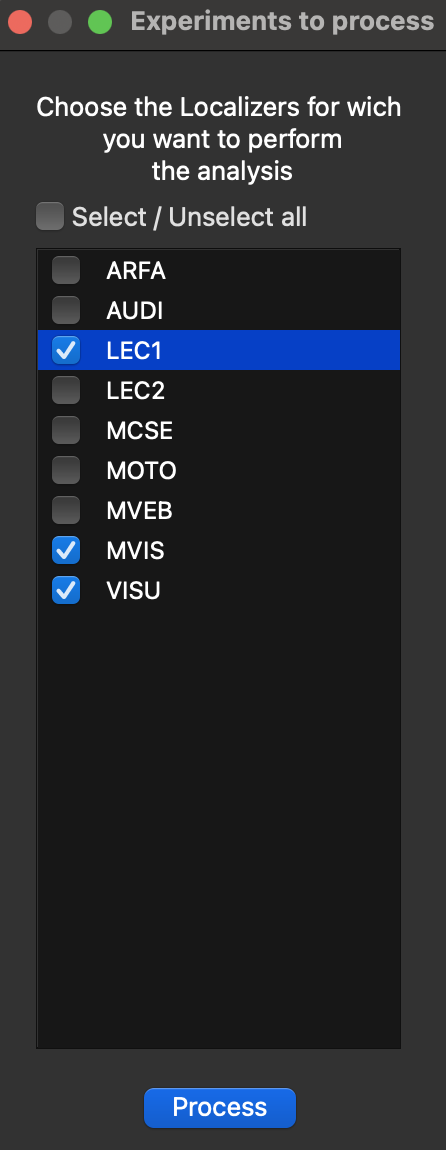 Experiments to process
Choose the Localizers for wich
you want to perform
the analysis
Select / Unselect all
ARFA
AUDI
LEC1
LEC2
MCSE
MOTO
MVEB
MVIS
VISU
Process